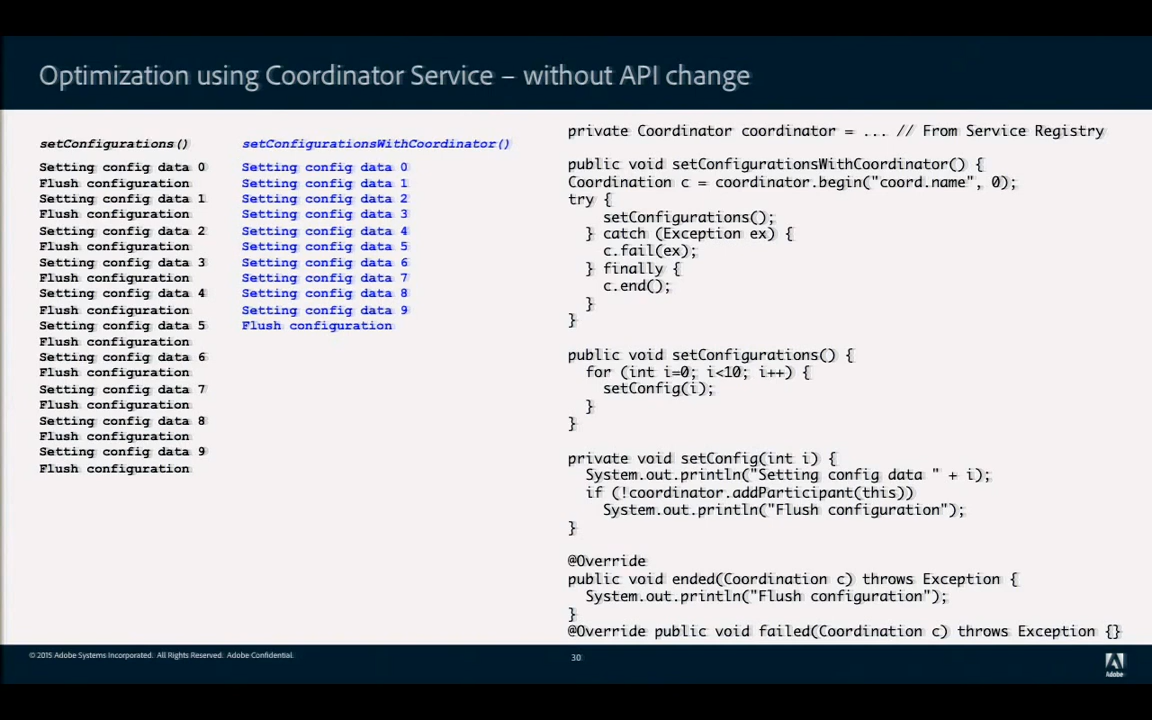 Optimization using Coordinator Service – without API change
setConfigurations()
Setting config data 0
Flush configuration
Setting config data 1
Flush configuration
Setting config data 2
Flush configuration
Setting config data 3
Flush configuration
Setting config data 4
Flush configuration
Setting config data 5
Flush configuration
Setting config data 6
Flush configuration
Setting config data 7
Flush configuration
Setting config data 8
Flush configuration
Setting config data 9
Flush configuration
setConfigurationsWithCoordinator()
Setting config data 0
Setting config data 1
Setting config data 2
Setting config data 3
Setting config data 4
Setting config data 5
Setting config data 6
Setting config data 7
Setting config data 8
Setting config data 9
Flush configuration
private Coordinator coordinator = ... // From Service Registry
public void setConfigurationsWithCoordinator() {
Coordination c = coordinator.begin("coord.name", 0);
try {
setConfigurations();
} catch (Exception ex) {
c.fail(ex);
} finally {
c.end();
}
}
public void setConfigurations() {
for (int i=0; i<10; i++) {
setConfig(i);
}
}
private void setConfig(int i) {
System.out.println("Setting config data " + i);
if (!coordinator.addParticipant(this))
System.out.println("Flush configuration");
}
@Override
public void ended(Coordination c) throws Exception {
System.out.println("Flush configuration");
}
@Override public void failed(Coordination c) throws Exception {}
© 2015 Adobe Systems Incorporated. All Rights Reserved. Adobe Confidential.
30
Adobe